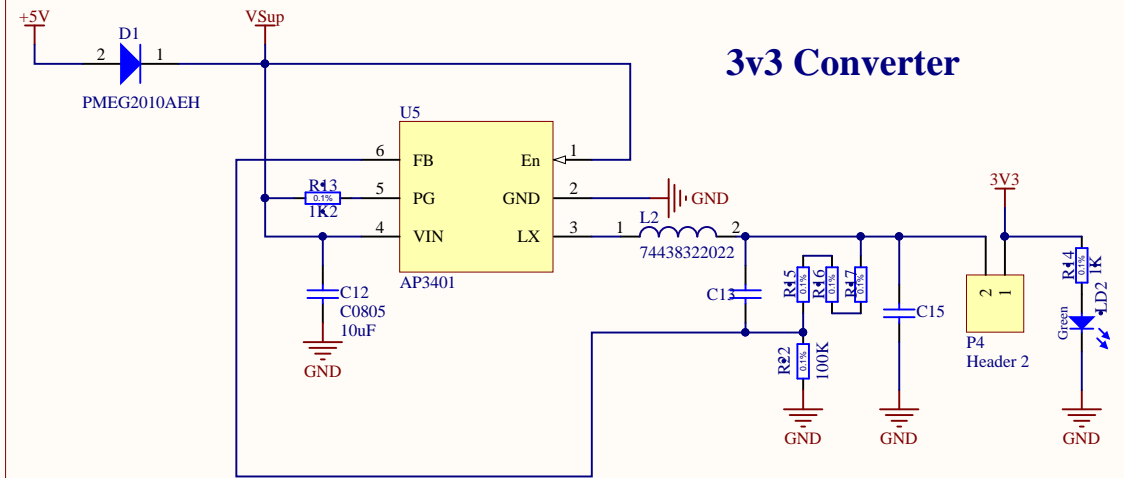 +5V
VSup
D1
2
1
PMEG2010AEH
3v3 Converter
U5
6
FB
En
1
R13
0.1%
1K2
5
PG
GND
2
GND
4
VIN
LX
3
AP3401
1
L2
2
74438322022
3V3
C12
C0805
10uF
GND
C13
R15
0.1%
R16
0.1%
R17
0.1%
R22
0.1%
100K
GND
C15
GND
2
1
P4
Header 2
R14
0.1%
1K
LD2
Green
GND